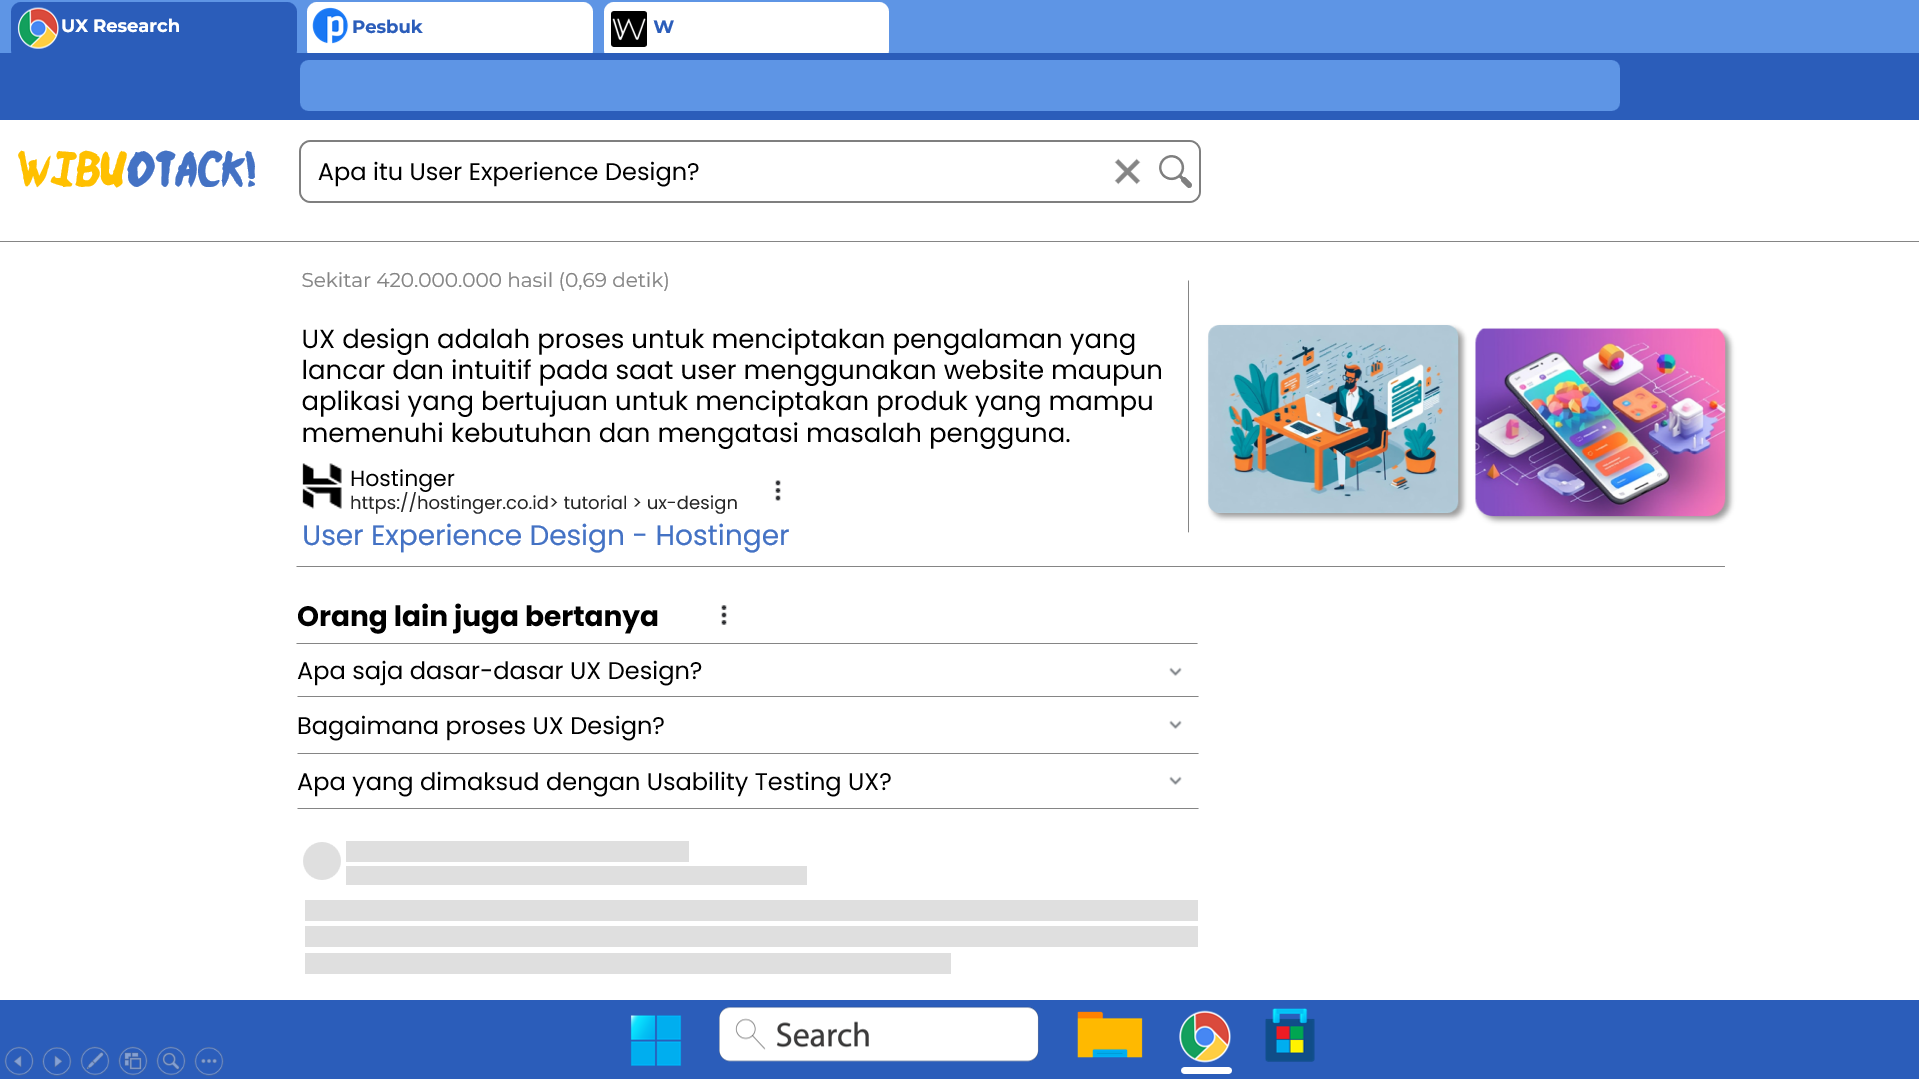 UX Research
Pesbuk
W
WIBUOTACK!
Apa itu User Experience Design?
Sekitar 420.000.000 hasil (0,69 detik)
UX design adalah proses untuk menciptakan pengalaman yang
lancar dan intuitif pada saat user menggunakan website maupun
aplikasi yang bertujuan untuk menciptakan produk yang mampu
memenuhi kebutuhan dan mengatasi masalah pengguna.
Hostinger
https://hostinger.co.id> tutorial > ux-design
User Experience Design - Hostinger
Orang lain juga bertanya
Apa saja dasar-dasar UX Design?
Bagaimana proses UX Design?
Apa yang dimaksud dengan Usability Testing UX?
Search